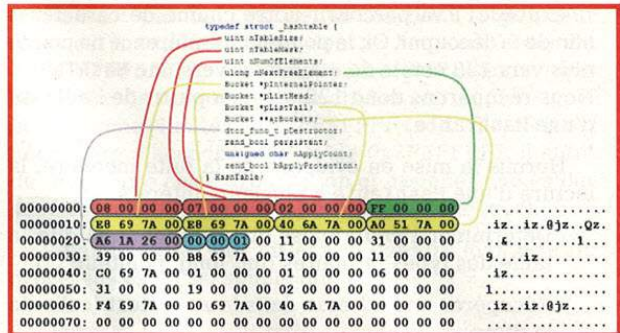 typedef struct _hashtable {
uint nTableSize;
uint nTableMask;
uint nNumOfElements;
ulong nNextFreeElement;
Bucket *pInternalPointer;
Bucket *pListHead;
Bucket *pListTail;
Bucket **arBuckets;
dtor_func_t pDestructor;
zend_bool persistent;
unsigned char nApplyCount;
zend_bool bApplyProtection;
} HashTable;
00000000: 08 00 00 00 07 00 00 00 02 00 00 00 FF 00 00 00 ................
00000010: E8 69 7A 00 E8 69 7A 00 40 6A 7A 00 A0 51 7A 00 .iz..iz.@jz..Qz.
00000020: A6 1A 26 00 00 00 01 00 11 00 00 00 31 00 00 00 ..&.........1...
00000030: 39 00 00 00 B8 69 7A 00 19 00 00 00 11 00 00 00 9....iz.........
00000040: C0 69 7A 00 01 00 00 00 01 00 00 00 06 00 00 00 .iz.............
00000050: 31 00 00 00 19 00 00 00 02 00 00 00 00 00 00 00 1...............
00000060: F4 69 7A 00 D0 69 7A 00 40 6A 7A 00 00 00 00 00 .iz..iz.@jz.....
00000070: 00 00 00 00 00 00 00 00 00 00 00 00 00 00 00 00 ................